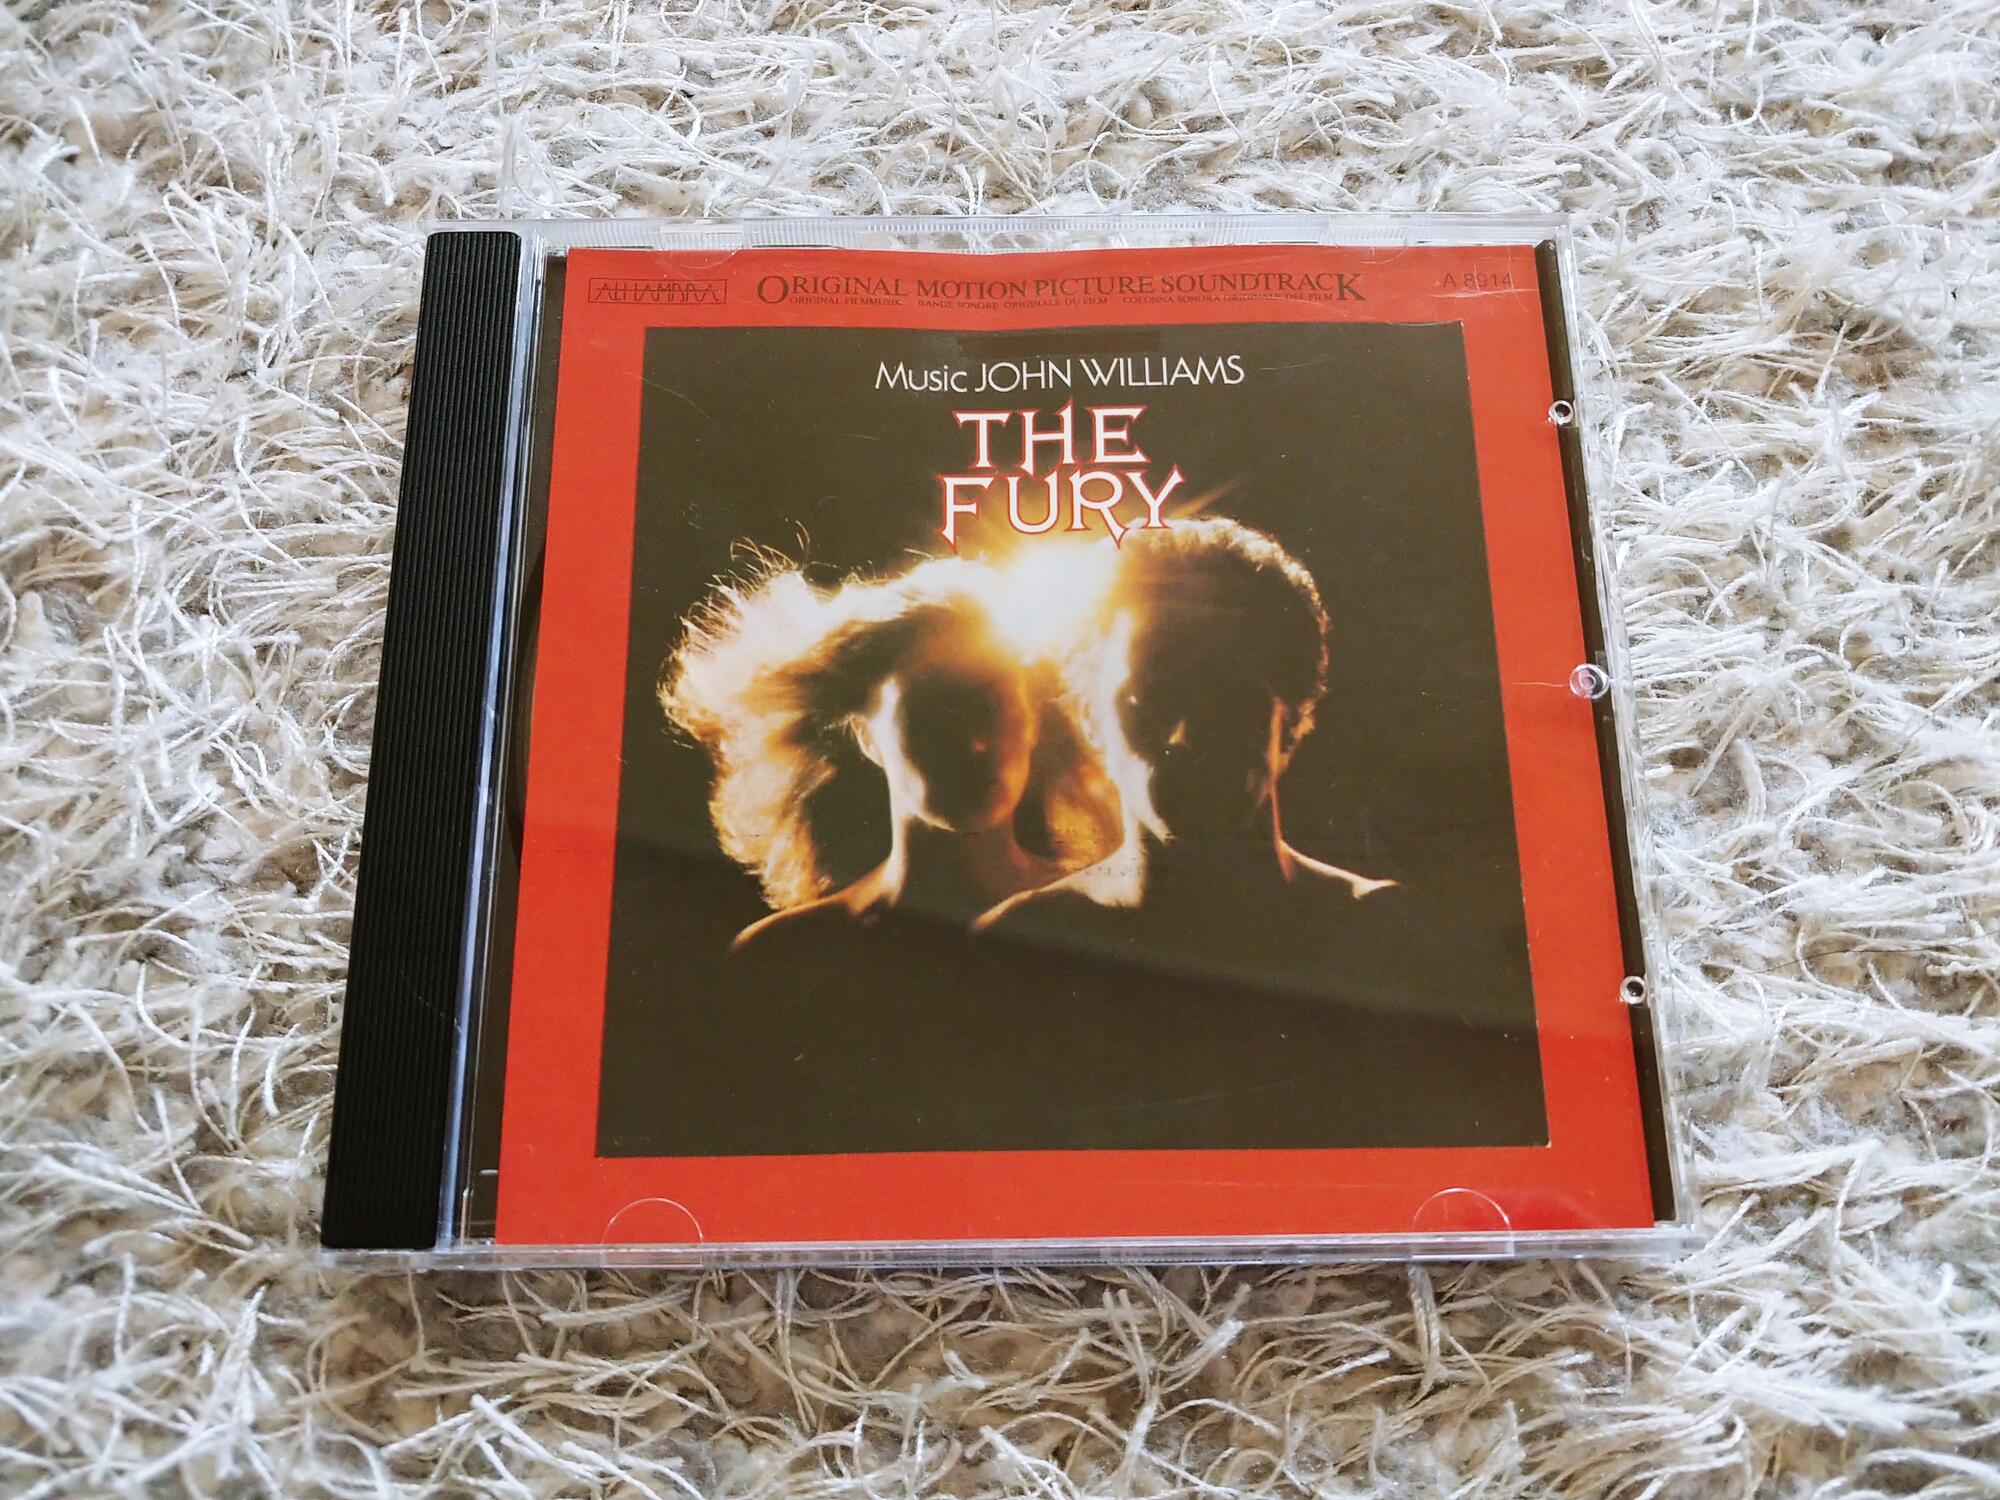 ALHAMBRA
ORIGINAL MOTION PICTURE SOUNDTRACK
A 8914
ORIGINAL FILMMUSIK BANDE SONORE ORIGINALE DU FILM COLONNA SONORA ORIGINALE DEL FILM
Music JOHN WILLIAMS
THE
FURY